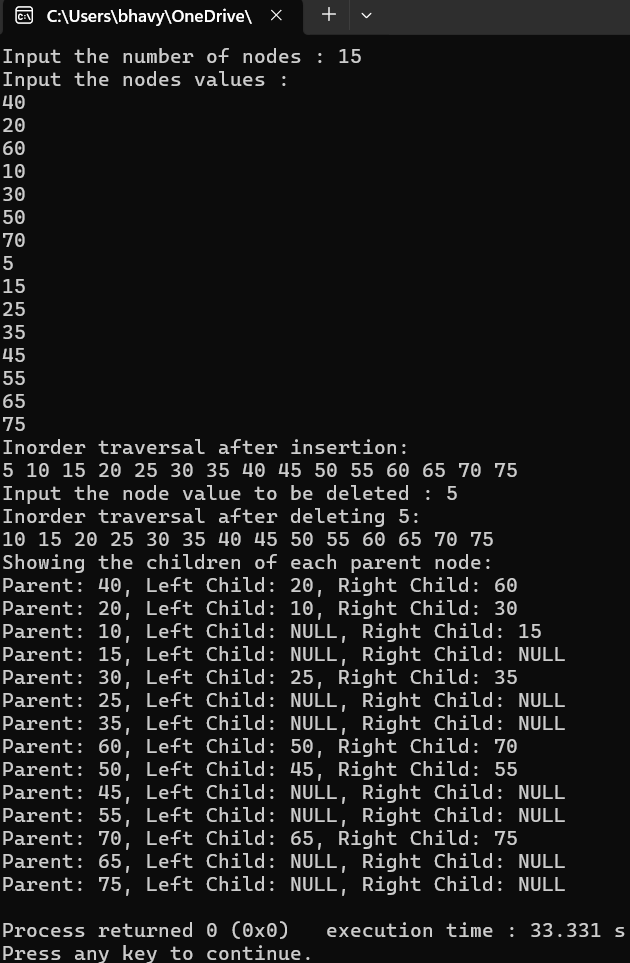 C:\Users\bhavy\OneDrive\
Input the number of nodes : 15
Input the nodes values :
40
20
60
10
30
50
70
5
15
25
35
45
55
65
75
Inorder traversal after insertion:
5 10 15 20 25 30 35 40 45 50 55 60 65 70 75
Input the node value to be deleted : 5
Inorder traversal after deleting 5:
10 15 20 25 30 35 40 45 50 55 60 65 70 75
Showing the children of each parent node:
Parent: 40, Left Child: 20, Right Child: 60
Parent: 20, Left Child: 10, Right Child: 30
Parent: 10, Left Child: NULL, Right Child: 15
Parent: 15, Left Child: NULL, Right Child: NULL
Parent: 30, Left Child: 25, Right Child: 35
Parent: 25, Left Child: NULL, Right Child: NULL
Parent: 35, Left Child: NULL, Right Child: NULL
Parent: 60, Left Child: 50, Right Child: 70
Parent: 50, Left Child: 45, Right Child: 55
Parent: 45, Left Child: NULL, Right Child: NULL
Parent: 55, Left Child: NULL, Right Child: NULL
Parent: 70, Left Child: 65, Right Child: 75
Parent: 65, Left Child: NULL, Right Child: NULL
Parent: 75, Left Child: NULL, Right Child: NULL
Process returned 0 (0x0)   execution time : 33.331 s
Press any key to continue.